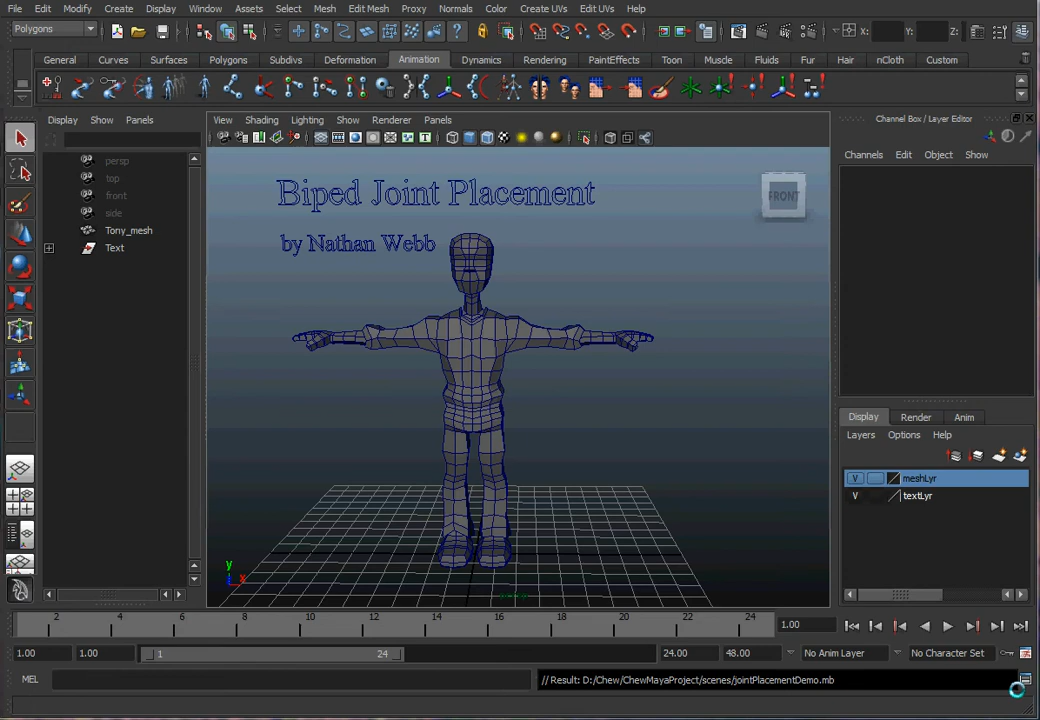 File Edit Modify Create Display Window Assets Select Mesh Edit Mesh Proxy Normals Color Create UVs Edit UVs Help
Polygons X: Y: Z:
General Curves Surfaces Polygons Subdivs Deformation Animation Dynamics Rendering PaintEffects Toon Muscle Fluids Fur Hair nCloth Custom
Display Show Panels
View Shading Lighting Show Renderer Panels
Channel Box / Layer Editor
Channels Edit Object Show
persp
top
front
side
Tony_mesh
Text
Biped Joint Placement
by Nathan Webb
FRONT
Display Render Anim
Layers Options Help
V meshLyr
V textLyr
y
x
persp
2 4 6 8 10 12 14 16 18 20 22 24
1.00
1.00 1.00 1 24 24.00 48.00 No Anim Layer No Character Set
MEL // Result: D:/Chew/ChewMayaProject/scenes/jointPlacementDemo.mb